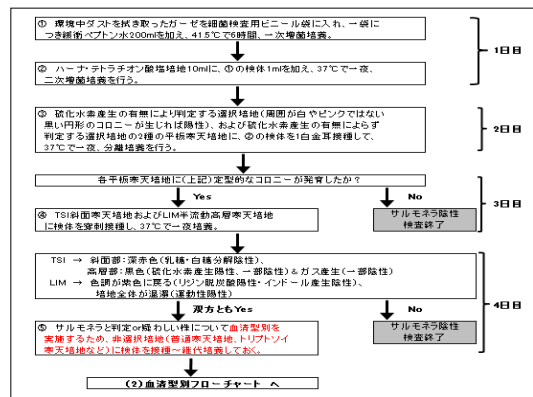 ① 環境中ダストを拭き取ったガーゼを細菌検査用ビニール袋に入れ、一袋に
つき緩衝ペプトン水200mlを加え、41.5℃で6時間、一次増菌培養。
1日目
② ハーナ・テトラチオン酸塩培地10mlに、①の検体1mlを加え、37℃で一夜、
二次増菌培養を行う。
③ 硫化水素産生の有無により判定する選択培地（周囲が白やピンクではない
黒い円形のコロニーが生じれば陽性）、および硫化水素産生の有無によらず
判定する選択培地の2種の平板寒天培地に、②の検体を1白金耳接種して、
37℃で一夜、分離培養を行う。
2日目
各平板寒天培地に(上記)定型的なコロニーが発育したか？
Yes
No
3日目
④ TSI斜面寒天培地およびLIM半流動高層寒天培地
に検体を穿刺接種し、37℃で一夜培養。
サルモネラ陰性
検査終了
TSI → 斜面部：深赤色(乳糖・白糖分解陰性)、
高層部：黒色(硫化水素産生陽性、一部陰性)＆ガス産生(一部陰性)
LIM → 色調が紫色に戻る(リジン脱炭酸陽性・インドール産生陰性)、
培地全体が混濁(運動性陽性)
4日目
双方ともYes
No
⑤ サルモネラと判定or疑わしい株について血清型別を
実施するため、非選択培地(普通寒天培地、トリプトソイ
寒天培地など)に検体を接種～継代培養しておく。
サルモネラ陰性
検査終了
(2)血清型別フローチャート へ